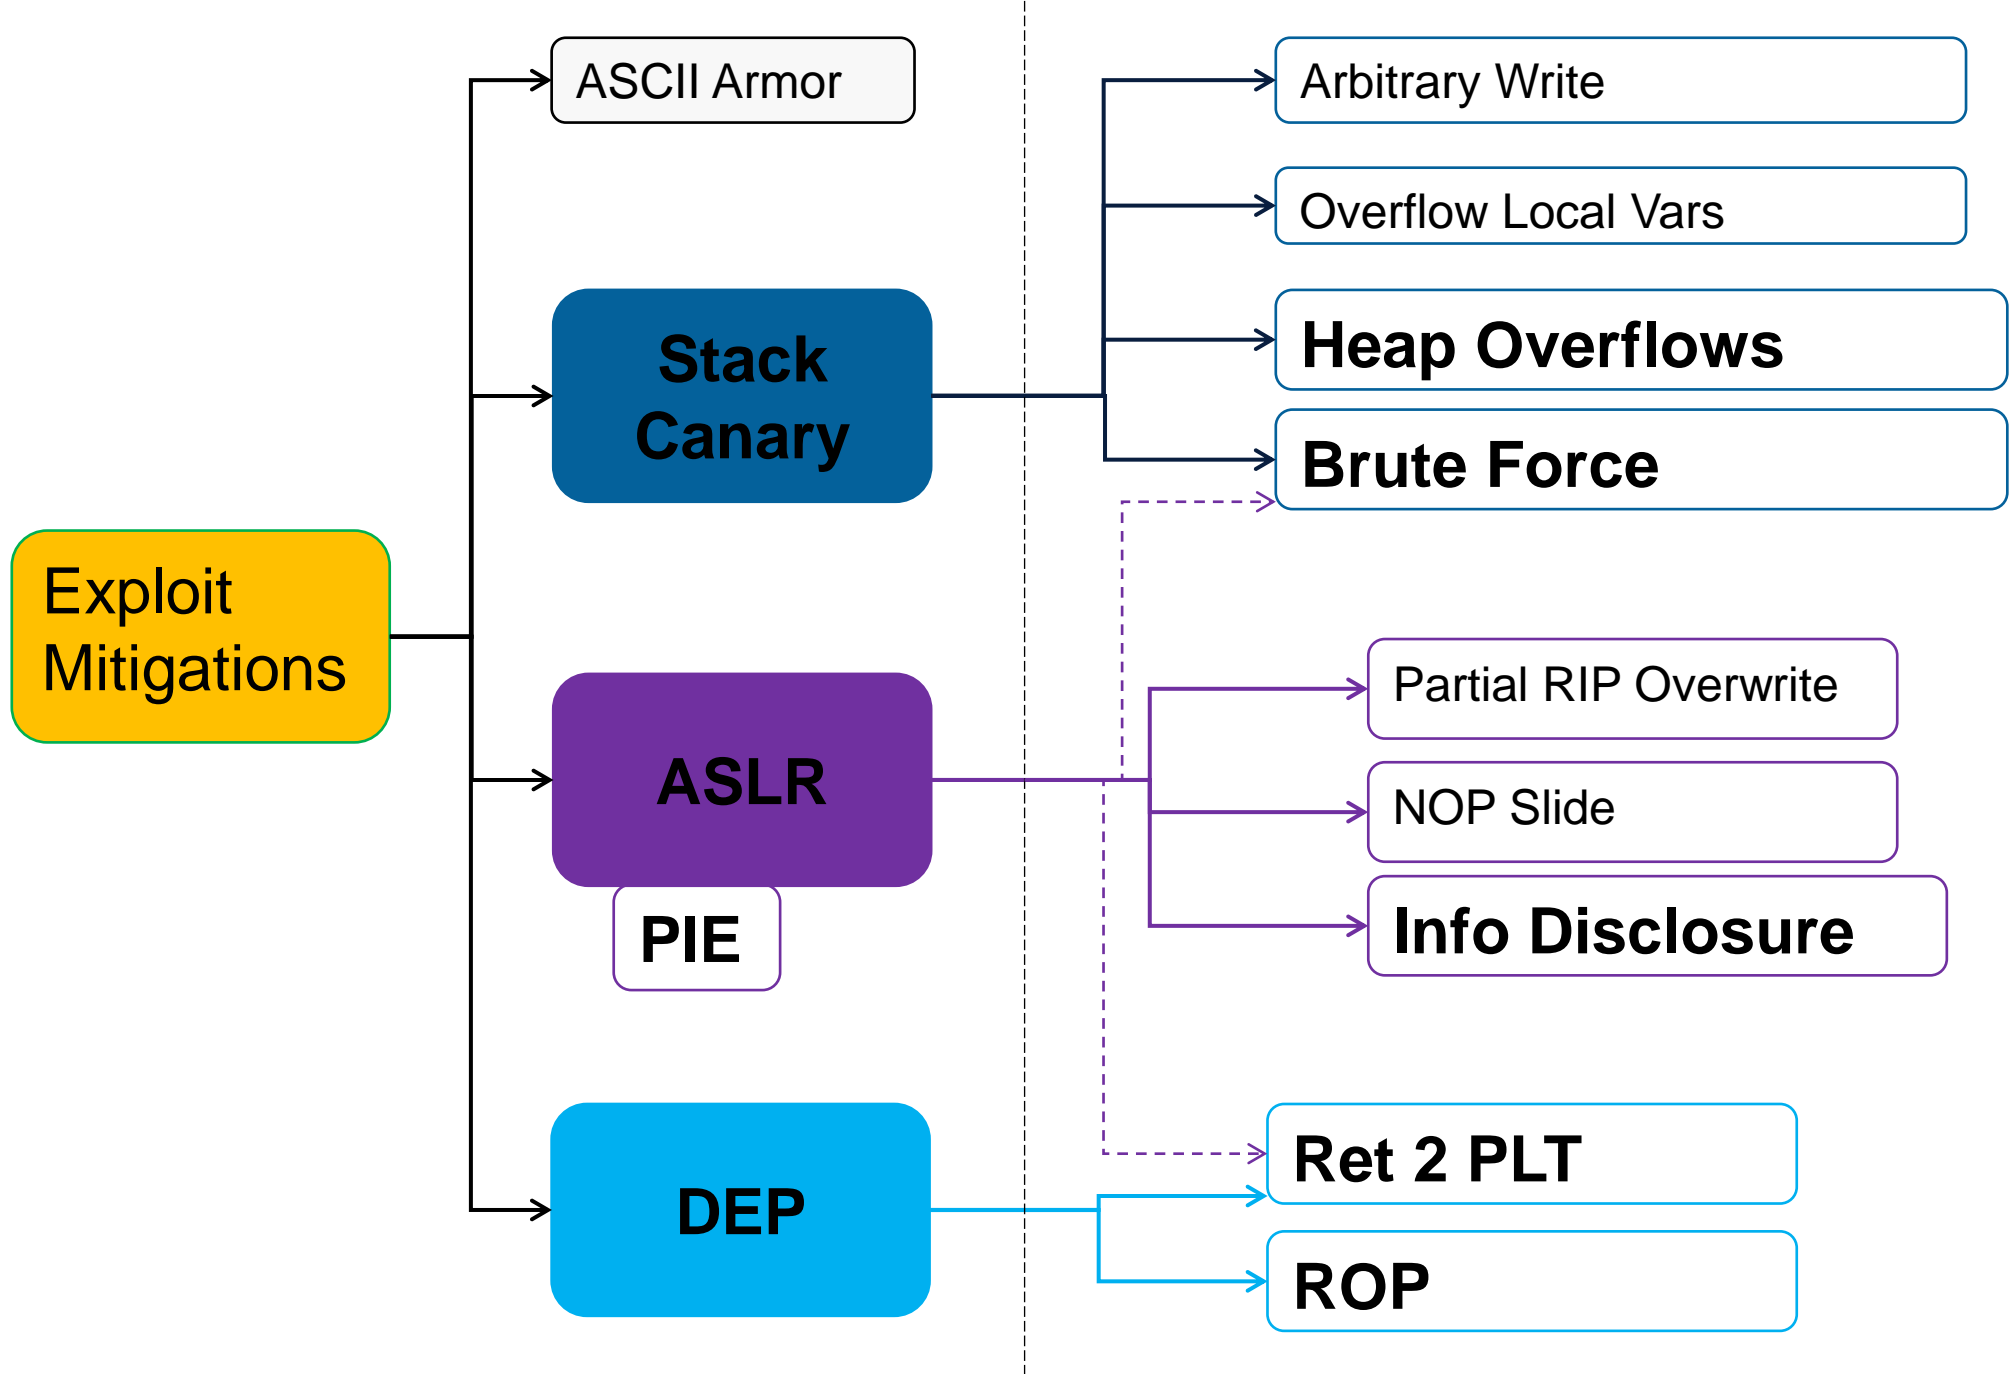 Exploit
Mitigations
ASCII Armor
Stack
Canary
ASLR
PIE
DEP
Arbitrary Write
Overflow Local Vars
Heap Overflows
Brute Force
Partial RIP Overwrite
NOP Slide
Info Disclosure
Ret 2 PLT
ROP